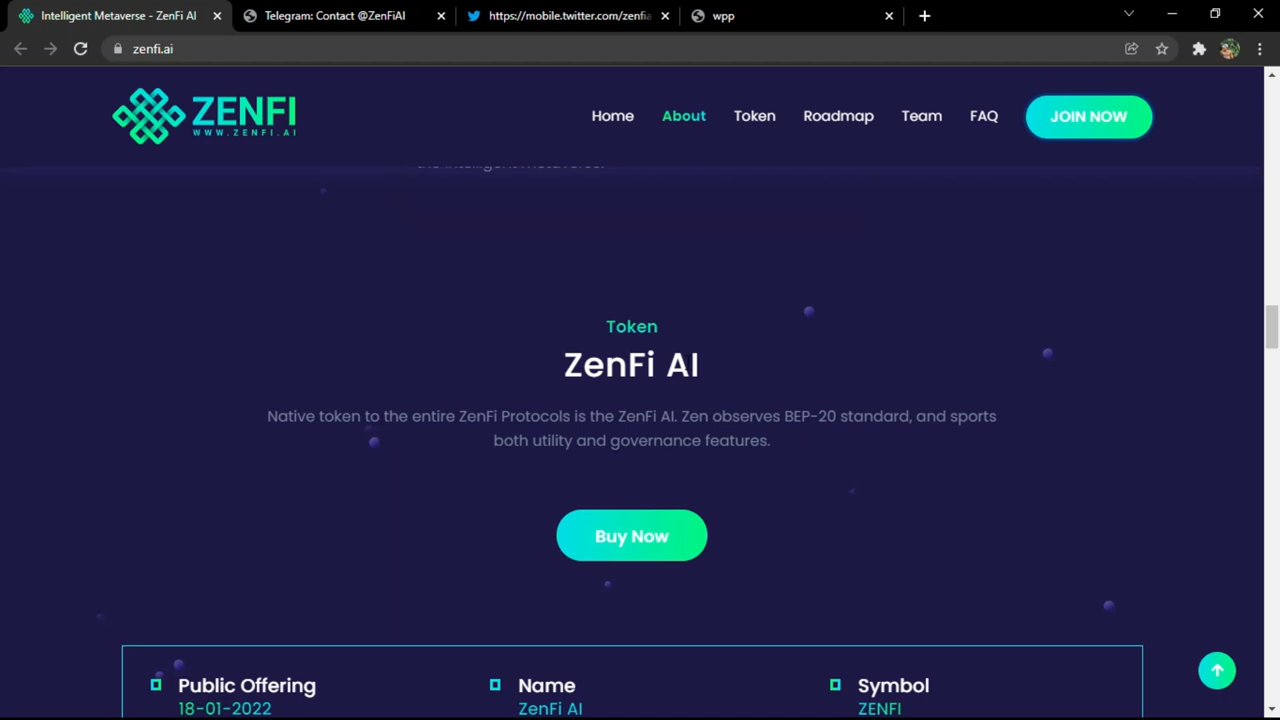 Intelligent Metaverse - ZenFi AI
Telegram: Contact @ZenFiAI
https://mobile.twitter.com/zenfia
wpp
zenfi.ai
ZENFI
WWW.ZENFI.AI
Home
About
Token
Roadmap
Team
FAQ
JOIN NOW
the Intelligent Metaverse.
Token
ZenFi AI
Native token to the entire ZenFi Protocols is the ZenFi AI. Zen observes BEP-20 standard, and sports
both utility and governance features.
Buy Now
Public Offering
18-01-2022
Name
ZenFi AI
Symbol
ZENFI